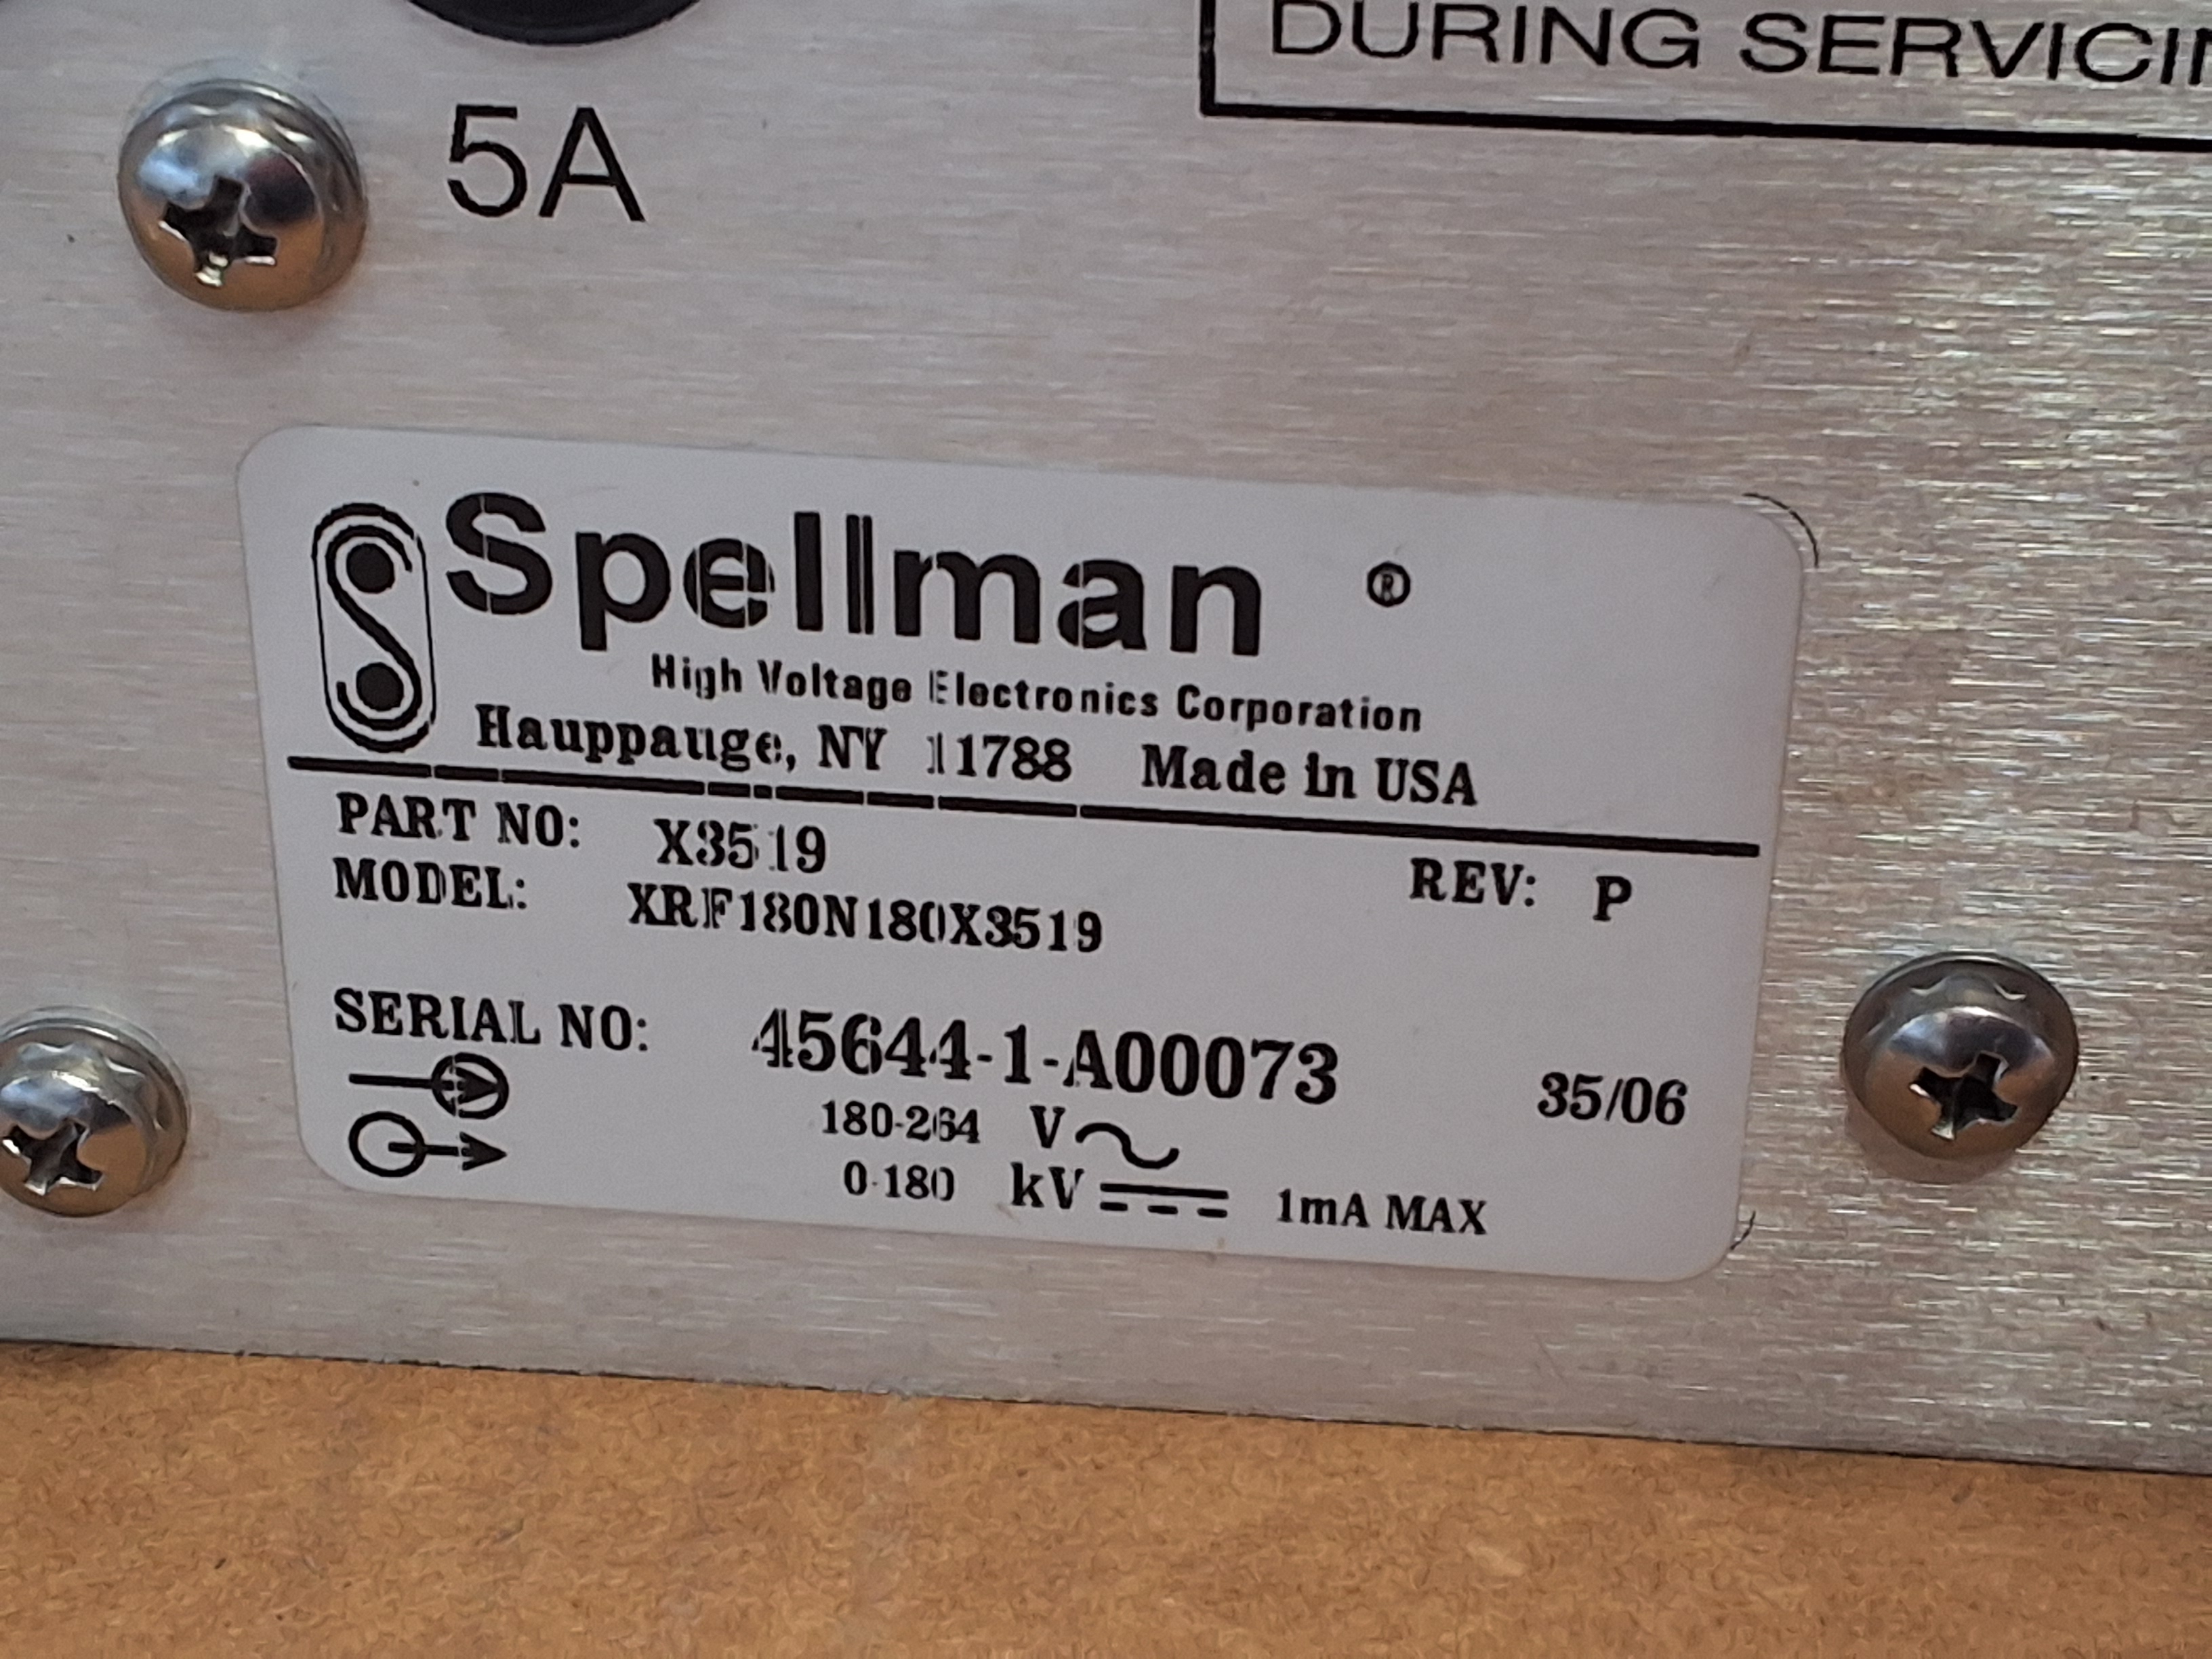 DURING SERVICIN
5A
Spellman ®
High Voltage Electronics Corporation
Hauppauge, NY 11788 Made in USA
PART NO: X3519
REV: P
MODEL: XRF180N180X3519
SERIAL NO: 45644-1-A00073
35/06
180-264 V
0-180 kV 1mA MAX